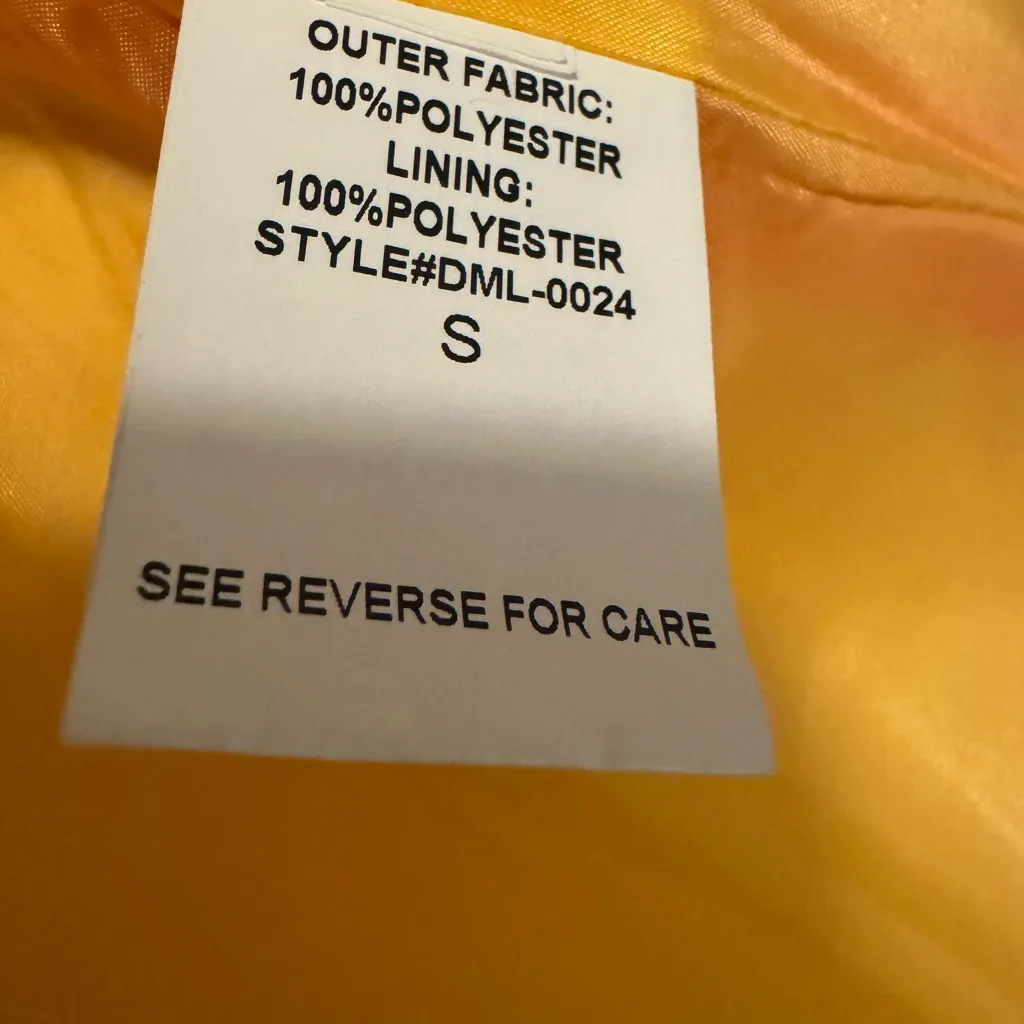 OUTER FABRIC:
100%POLYESTER
LINING:
100%POLYESTER
STYLE#DML-0024
S
SEE REVERSE FOR CARE